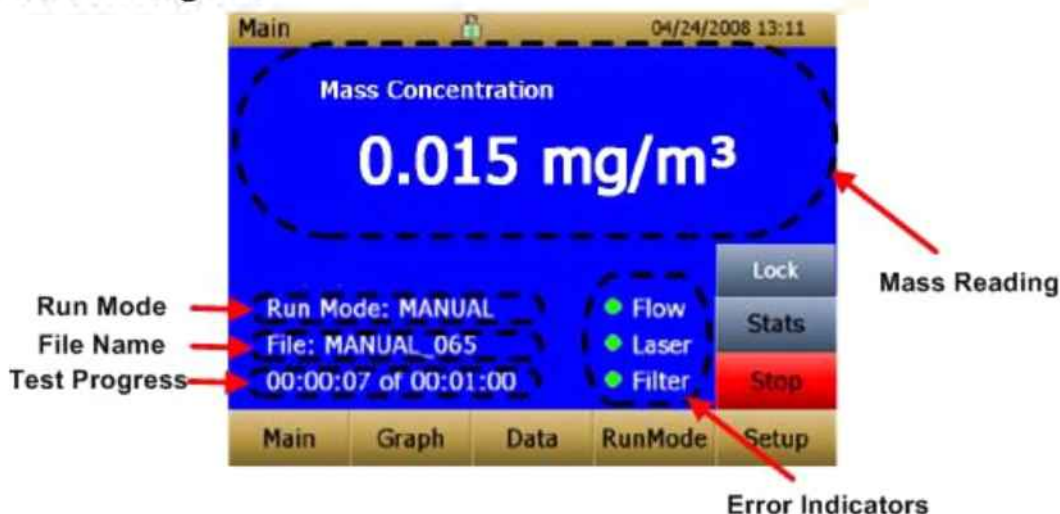 Main 04/24/2008 13:11
Mass Concentration
0.015 mg/m³
Mass Reading
Lock
Run Mode
Run Mode: MANUAL
Flow
Stats
File Name
File: MANUAL_065
Laser
Test Progress
00:00:07 of 00:01:00
Filter
Stop
Main Graph Data RunMode Setup
Error Indicators